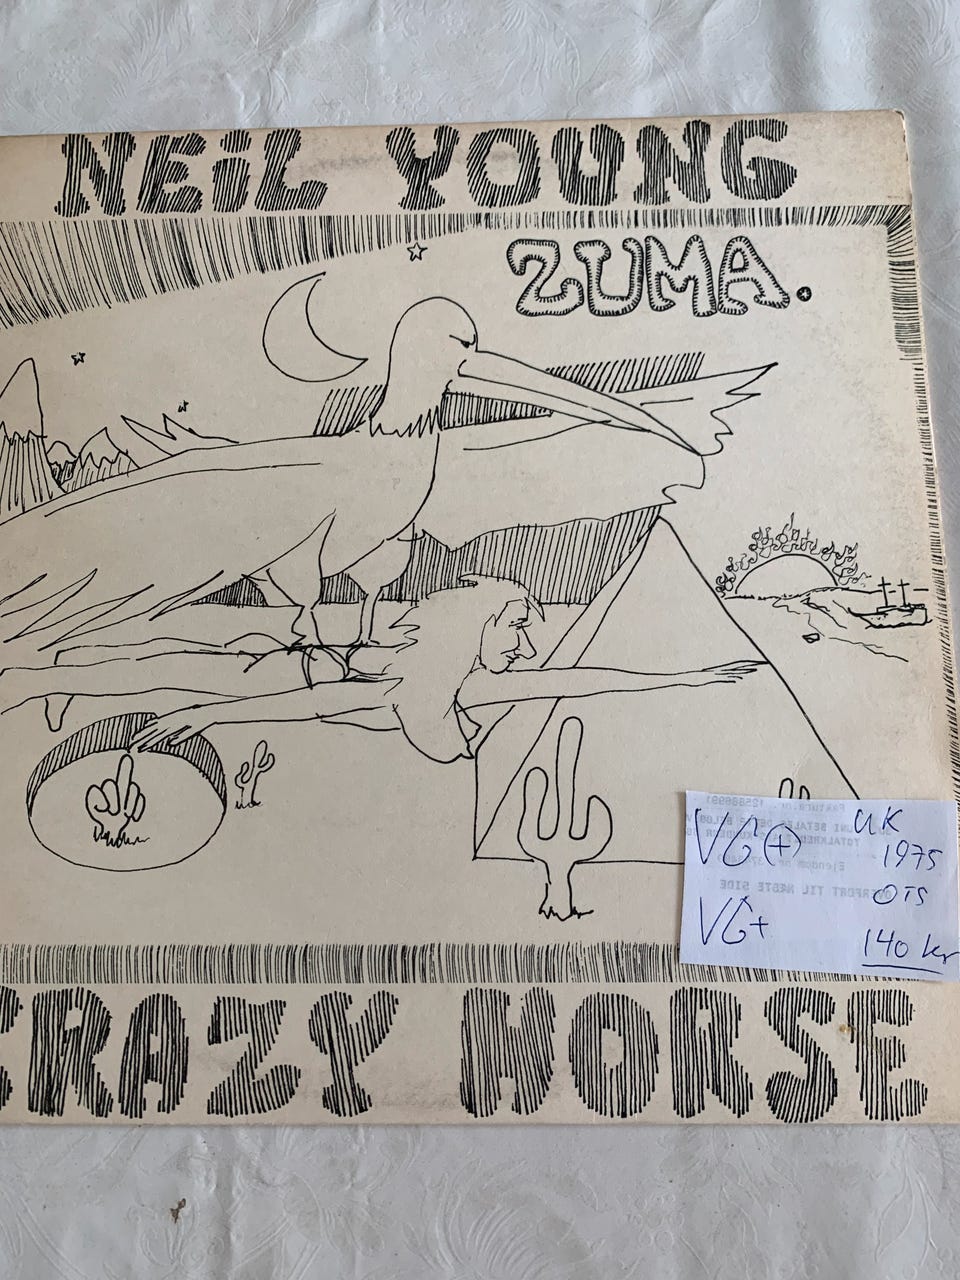 NEiL YOUNG
ZUMA.
VG(+)
UK
1975
OTS
VG+
140 kr
CRAZY HORSE